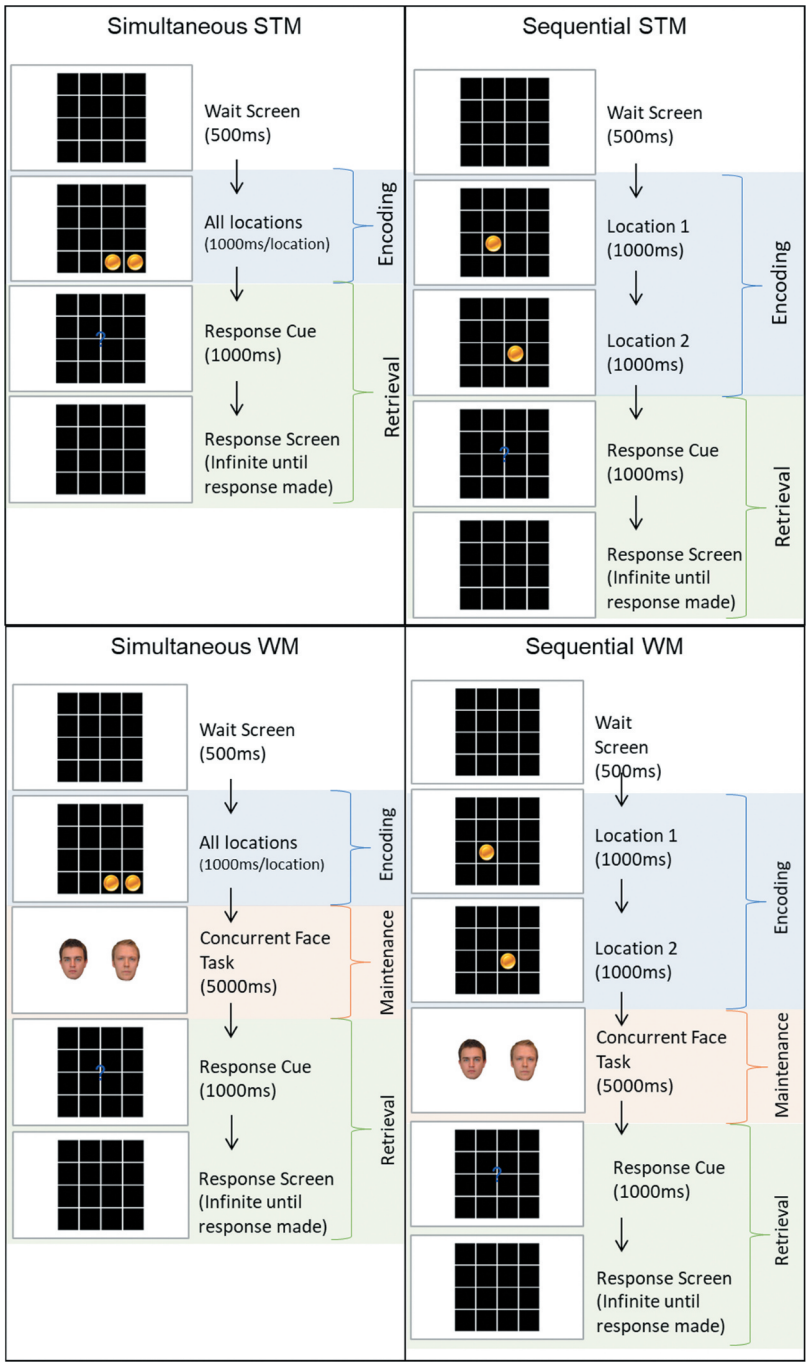 Simultaneous STM
Wait Screen
(500ms)
All locations
(1000ms/location)
Encoding
?
Response Cue
(1000ms)
Response Screen
(Infinite until
response made)
Retrieval
Sequential STM
Wait Screen
(500ms)
Location 1
(1000ms)
Location 2
(1000ms)
Encoding
?
Response Cue
(1000ms)
Response Screen
(Infinite until
response made)
Retrieval
Simultaneous WM
Wait Screen
(500ms)
All locations
(1000ms/location)
Encoding
Concurrent Face
Task
(5000ms)
Maintenance
?
Response Cue
(1000ms)
Response Screen
(Infinite until
response made)
Retrieval
Sequential WM
Wait
Screen
(500ms)
Location 1
(1000ms)
Location 2
(1000ms)
Encoding
Concurrent Face
Task
(5000ms)
Maintenance
?
Response Cue
(1000ms)
Response Screen
(Infinite until
response made)
Retrieval